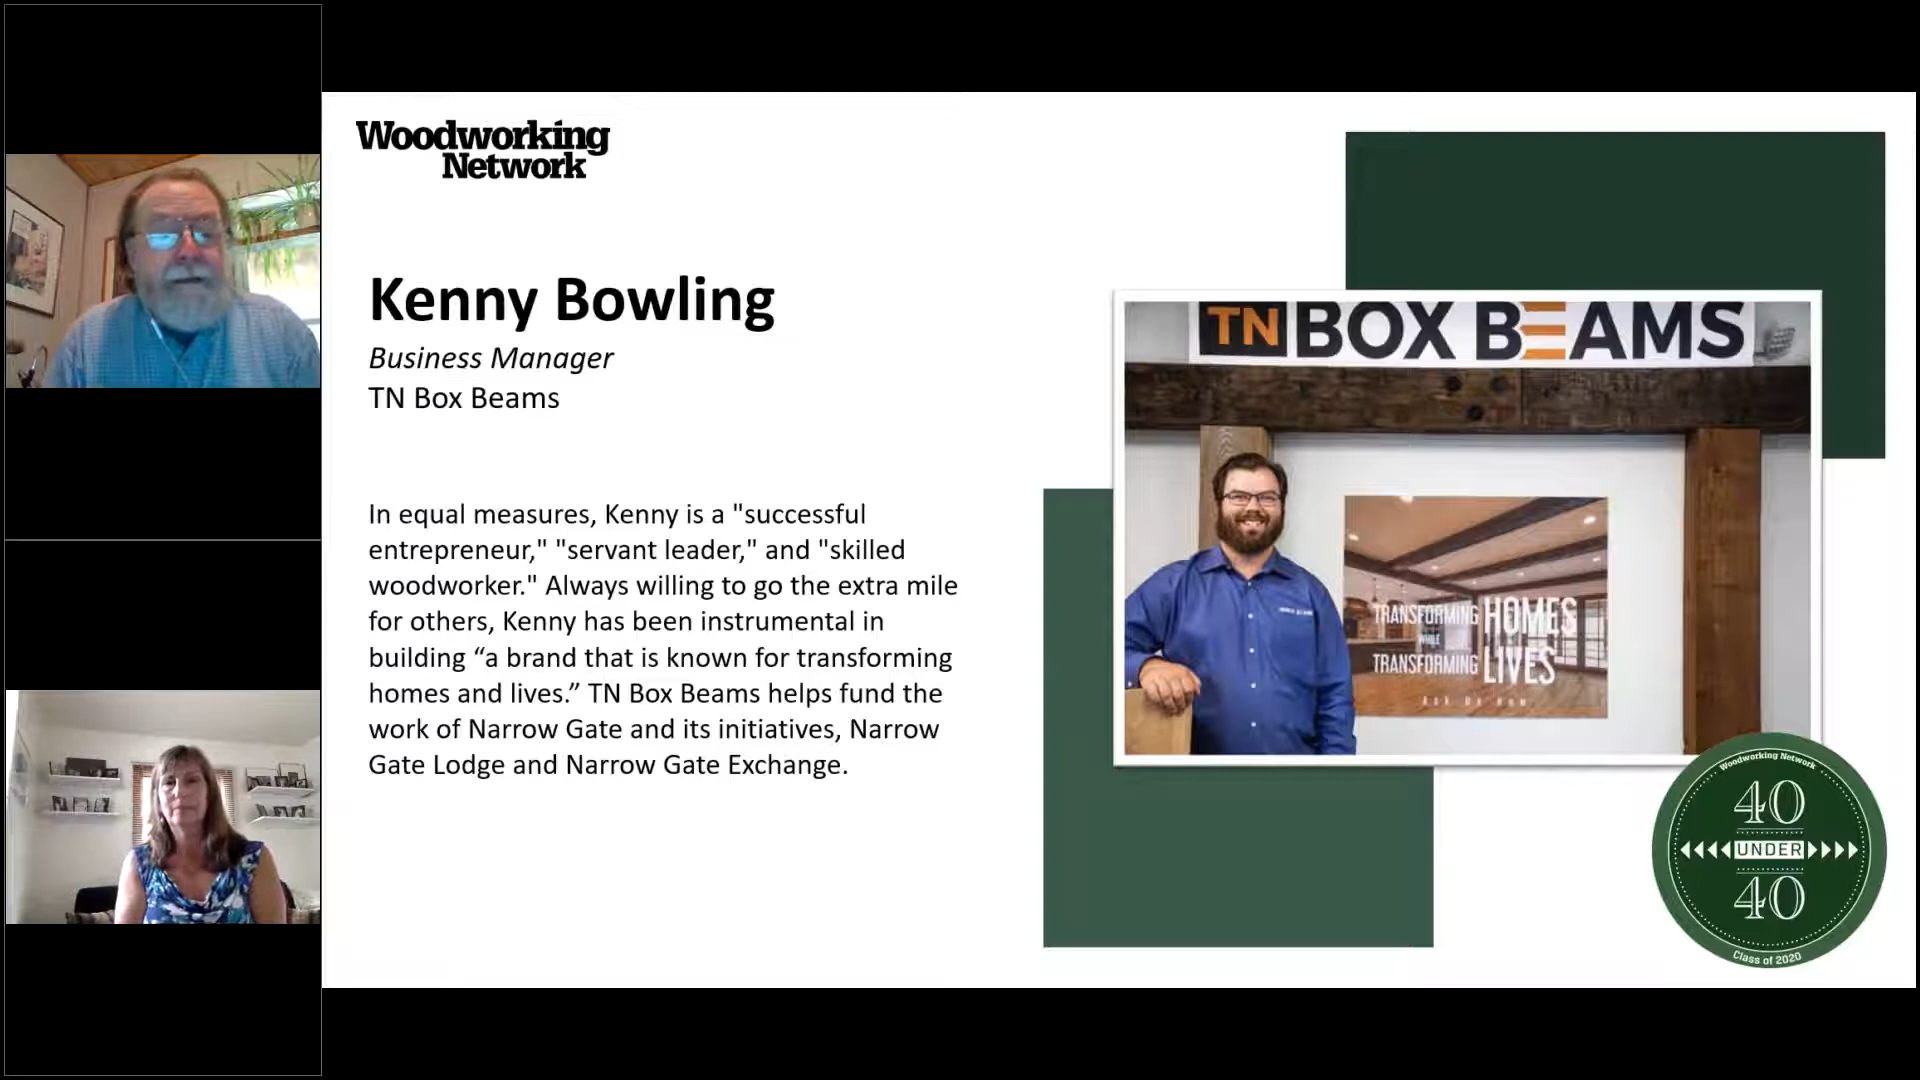 Woodworking
Network
Kenny Bowling
Business Manager
TN Box Beams
In equal measures, Kenny is a "successful
entrepreneur," "servant leader," and "skilled
woodworker." Always willing to go the extra mile
for others, Kenny has been instrumental in
building “a brand that is known for transforming
homes and lives.” TN Box Beams helps fund the
work of Narrow Gate and its initiatives, Narrow
Gate Lodge and Narrow Gate Exchange.
TN BOX BEAMS
TRANSFORMING HOMES
WHILE
TRANSFORMING LIVES
Ask Us How
Woodworking Network
40
UNDER
40
Class of 2020